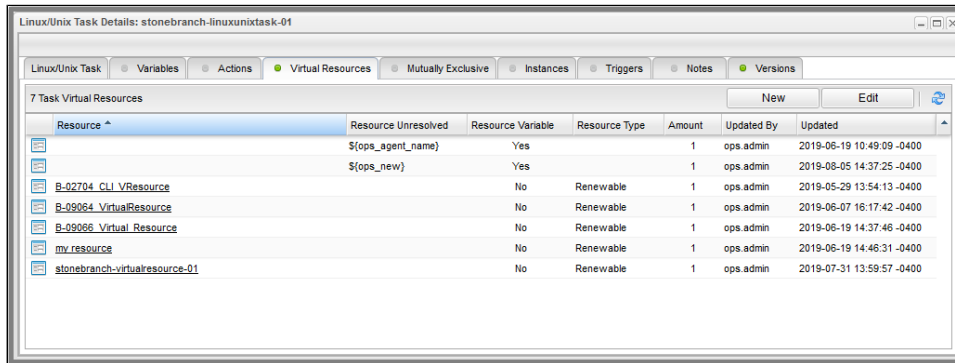 Linux/Unix Task Details: stonebranch-linuxunixtask-01
Linux/Unix Task Variables Actions Virtual Resources Mutually Exclusive Instances Triggers Notes Versions
7 Task Virtual Resources New Edit
Resource Resource Unresolved Resource Variable Resource Type Amount Updated By Updated
${ops_agent_name} Yes 1 ops.admin 2019-06-19 10:49:09 -0400
${ops_new} Yes 1 ops.admin 2019-08-05 14:37:25 -0400
B-02704_CLI_VResource No Renewable 1 ops.admin 2019-05-29 13:54:13 -0400
B-09064_VirtualResource No Renewable 1 ops.admin 2019-06-07 16:17:42 -0400
B-09066_Virtual_Resource No Renewable 1 ops.admin 2019-06-19 14:37:46 -0400
my resource No Renewable 1 ops.admin 2019-06-19 14:46:31 -0400
stonebranch-virtualresource-01 No Renewable 1 ops.admin 2019-07-31 13:59:57 -0400